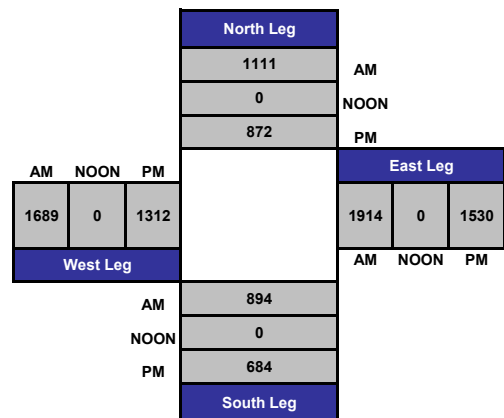 North Leg
1111 AM
0 NOON
872 PM
AM NOON PM
East Leg
1689 0 1312
1914 0 1530
West Leg
AM NOON PM
AM 894
NOON 0
PM 684
South Leg